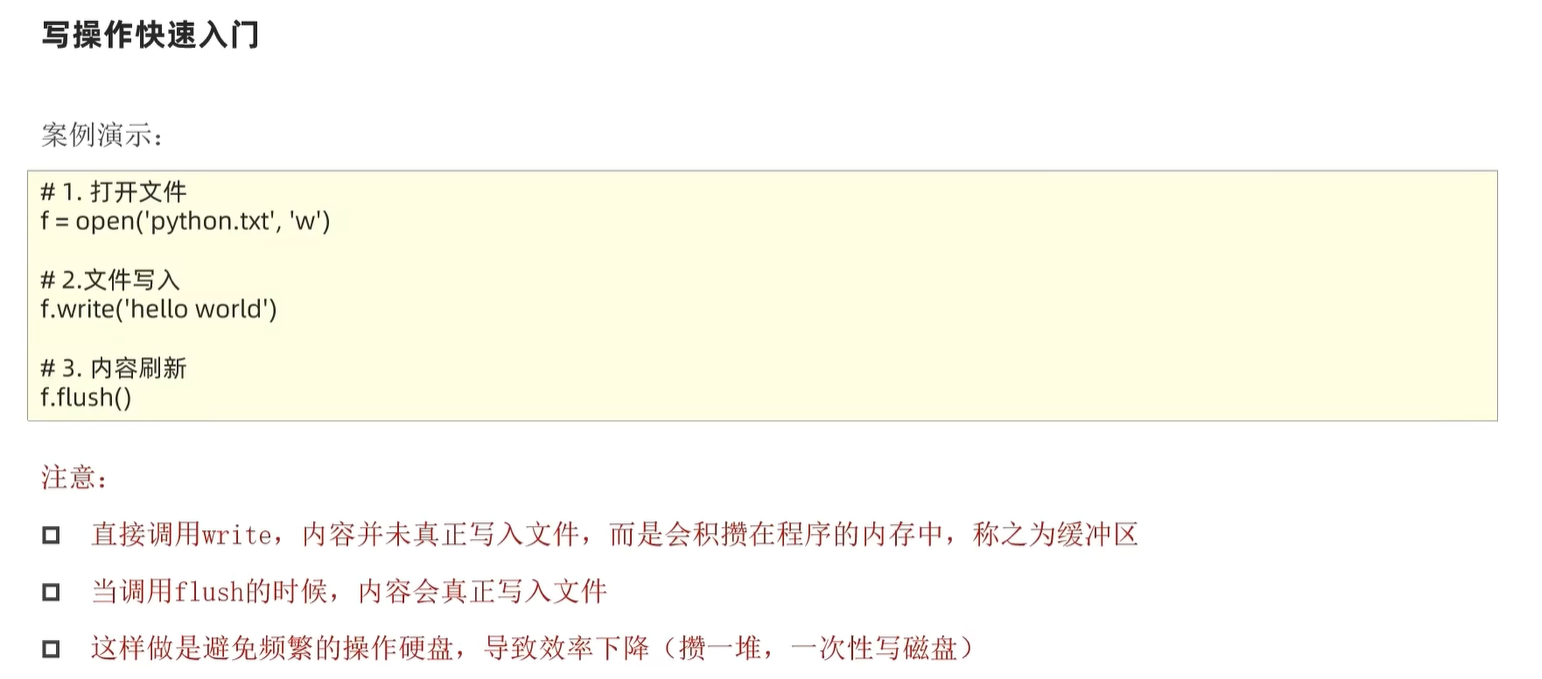 写操作快速入门
案例演示：
# 1. 打开文件
f = open('python.txt', 'w')
# 2.文件写入
f.write('hello world')
# 3. 内容刷新
f.flush()
注意：
直接调用write，内容并未真正写入文件，而是会积攒在程序的内存中，称之为缓冲区
当调用flush的时候，内容会真正写入文件
这样做是避免频繁的操作硬盘，导致效率下降（攒一堆，一次性写磁盘）